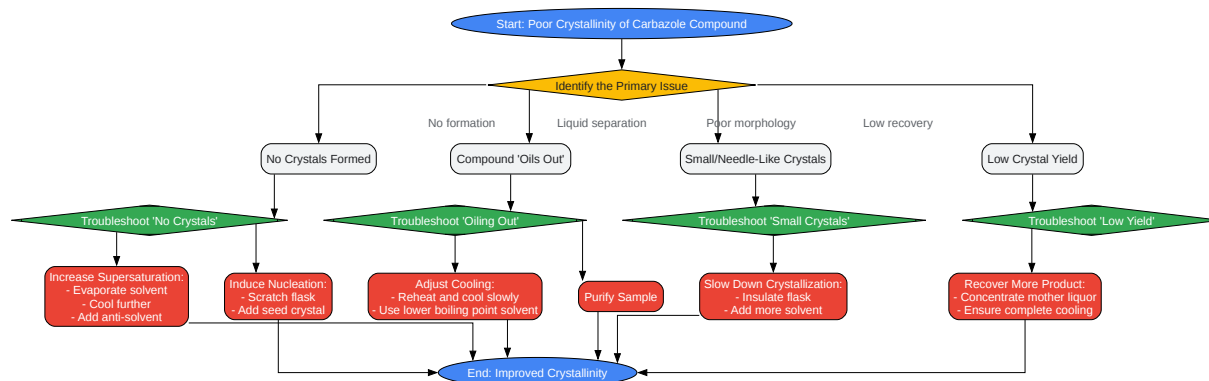 Start: Poor Crystallinity of Carbazole Compound
Identify the Primary Issue
No formation
Liquid separation
Poor morphology
Low recovery
No Crystals Formed
Compound 'Oils Out'
Small/Needle-Like Crystals
Low Crystal Yield
Troubleshoot 'No Crystals'
Troubleshoot 'Oiling Out'
Troubleshoot 'Small Crystals'
Troubleshoot 'Low Yield'
Increase Supersaturation:
- Evaporate solvent
- Cool further
- Add anti-solvent
Induce Nucleation:
- Scratch flask
- Add seed crystal
Adjust Cooling:
- Reheat and cool slowly
- Use lower boiling point solvent
Purify Sample
Slow Down Crystallization:
- Insulate flask
- Add more solvent
Recover More Product:
- Concentrate mother liquor
- Ensure complete cooling
End: Improved Crystallinity